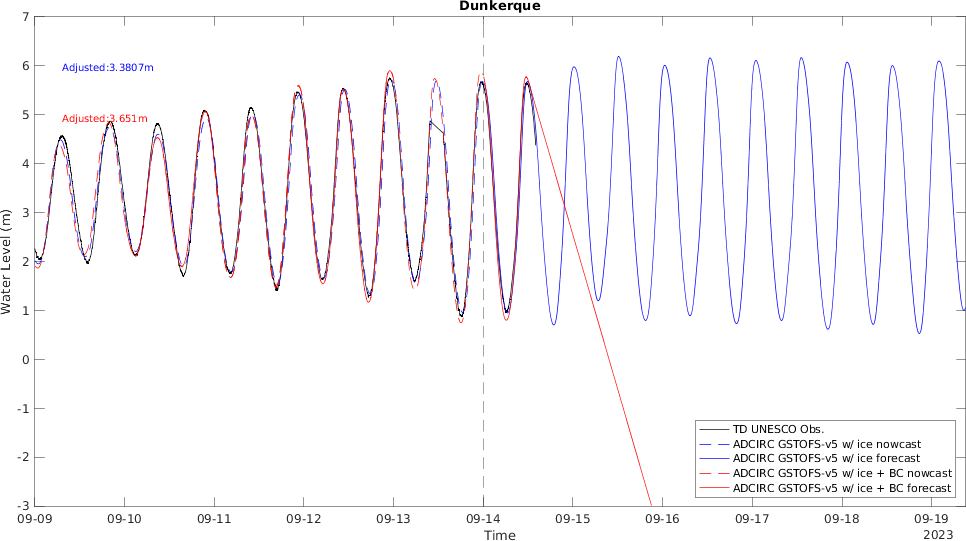 Dunkerque
7
6
5
4
3
2
1
0
-1
-2
-3
Water Level (m)
Adjusted:3.3807m
Adjusted:3.651m
TD UNESCO Obs.
ADCIRC GSTOFS-v5 w/ ice nowcast
ADCIRC GSTOFS-v5 w/ ice forecast
ADCIRC GSTOFS-v5 w/ ice + BC nowcast
ADCIRC GSTOFS-v5 w/ ice + BC forecast
09-09 09-10 09-11 09-12 09-13 09-14 09-15 09-16 09-17 09-18 09-19
Time
2023